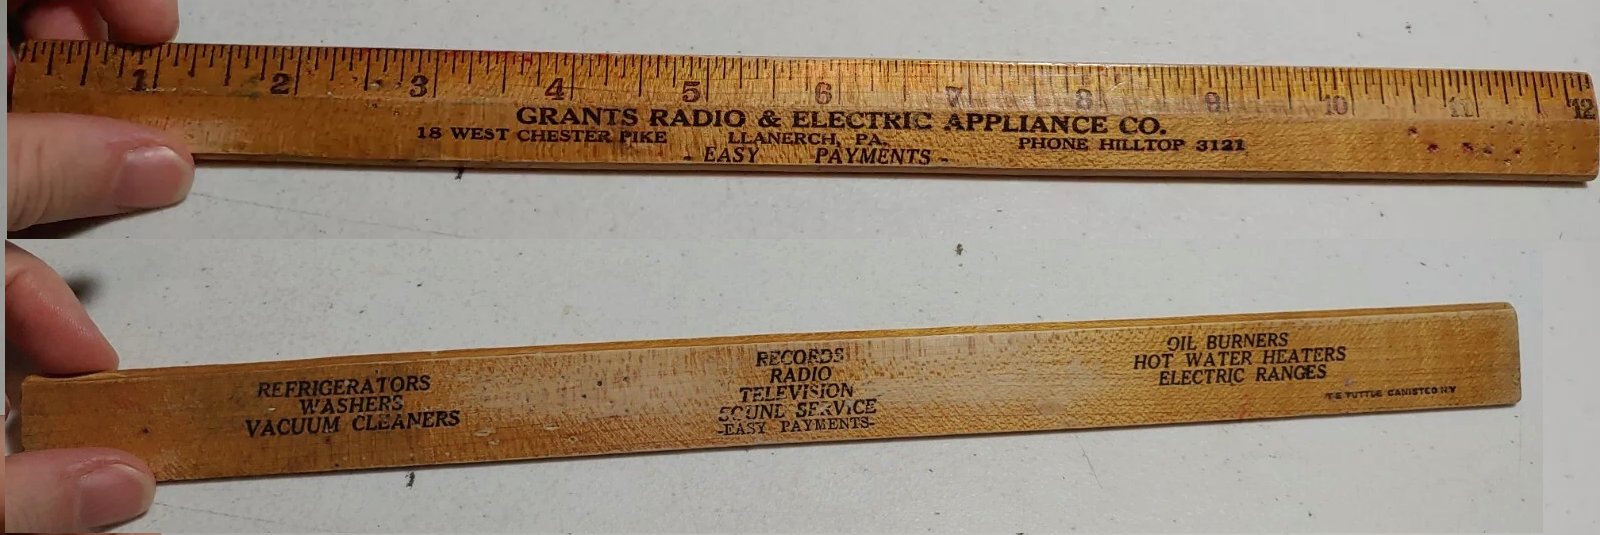 1 2 3 4 5 6 7 8 9 10 11 12
GRANTS RADIO & ELECTRIC APPLIANCE CO.
18 WEST CHESTER PIKE LLANERCH, PA. PHONE HILLTOP 3121
- EASY PAYMENTS -
REFRIGERATORS
WASHERS
VACUUM CLEANERS
RECORDS
RADIO
TELEVISION
SOUND SERVICE
-EASY PAYMENTS-
OIL BURNERS
HOT WATER HEATERS
ELECTRIC RANGES
T E TUTTLE CANISTEO N Y